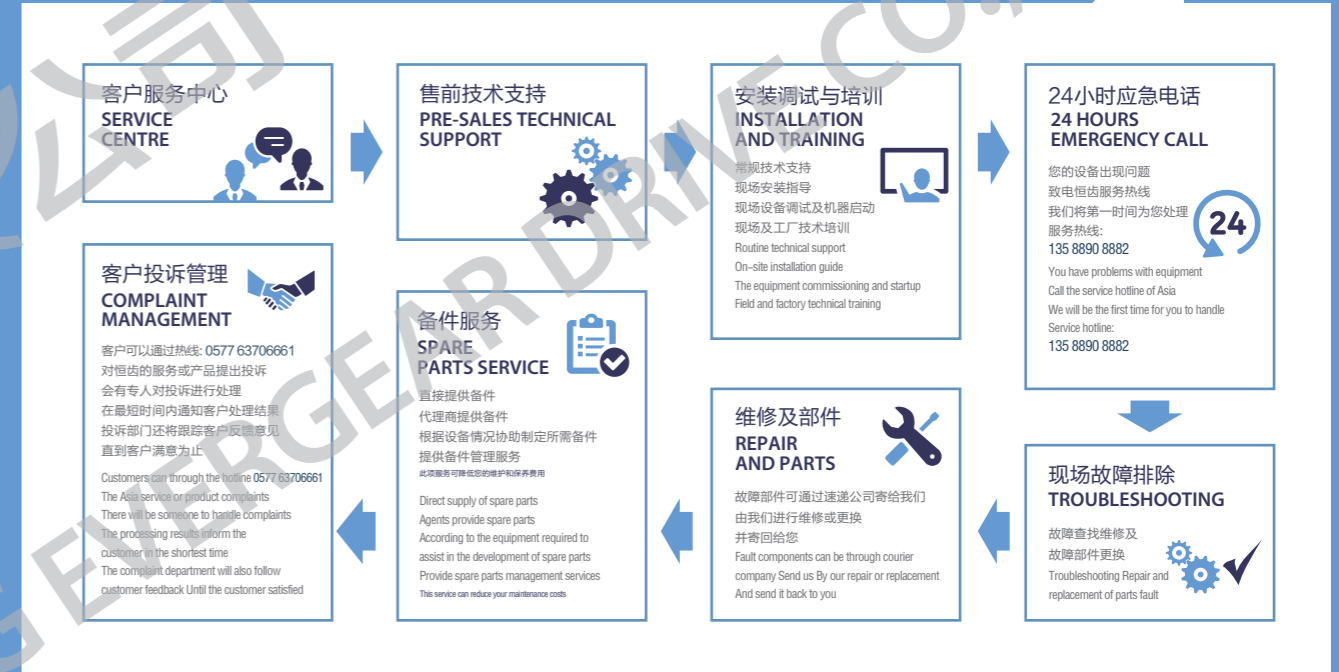 客户服务中心
SERVICE
CENTRE
售前技术支持
PRE-SALES TECHNICAL
SUPPORT
安装调试与培训
INSTALLATION
AND TRAINING
常规技术支持
现场安装指导
现场设备调试及机器启动
现场及工厂技术培训
Routine technical support
On-site installation guide
The equipment commissioning and startup
Field and factory technical training
24小时应急电话
24 HOURS
EMERGENCY CALL
您的设备出现问题
致电恒齿服务热线
我们将第一时间为您处理
服务热线:
135 8890 8882
24
You have problems with equipment
Call the service hotline of Asia
We will be the first time for you to handle
Service hotline:
135 8890 8882
现场故障排除
TROUBLESHOOTING
故障查找维修及
故障部件更换
Troubleshooting Repair and
replacement of parts fault
维修及部件
REPAIR
AND PARTS
故障部件可通过速递公司寄给我们
由我们进行维修或更换
并寄回给您
Fault components can be through courier
company Send us By our repair or replacement
And send it back to you
备件服务
SPARE
PARTS SERVICE
直接提供备件
代理商提供备件
根据设备情况协助制定所需备件
提供备件管理服务
此项服务可降低您的维护和保养费用
Direct supply of spare parts
Agents provide spare parts
According to the equipment required to
assist in the development of spare parts
Provide spare parts management services
This service can reduce your maintenance costs
客户投诉管理
COMPLAINT
MANAGEMENT
客户可以通过热线: 0577 63706661
对恒齿的服务或产品提出投诉
会有专人对投诉进行处理
在最短时间内通知客户处理结果
投诉部门还将跟踪客户反馈意见
直到客户满意为止
Customers can through the hotline 0577 63706661
The Asia service or product complaints
There will be someone to handle complaints
The processing results inform the
customer in the shortest time
The complaint department will also follow
customer feedback Until the customer satisfied
公司
G EVERGEAR DRIVE CO.,